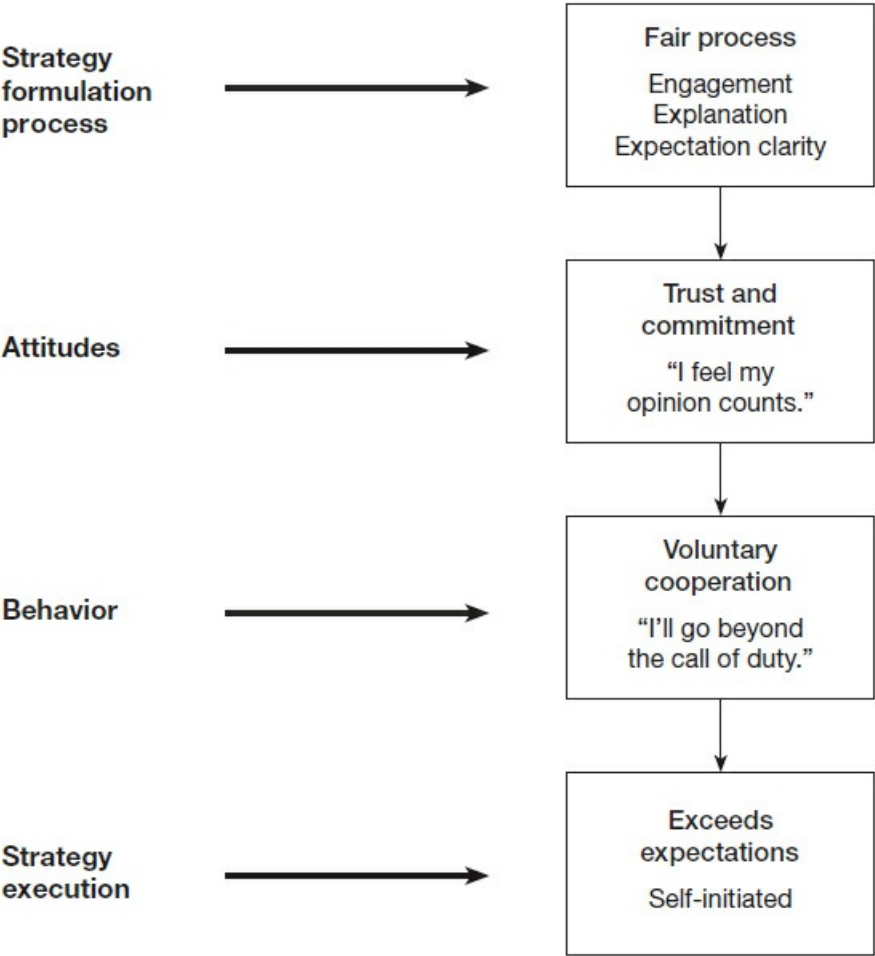 Strategy
formulation
process
Fair process
Engagement
Explanation
Expectation clarity
Attitudes
Trust and
commitment
“I feel my
opinion counts.”
Behavior
Voluntary
cooperation
“I’ll go beyond
the call of duty.”
Strategy
execution
Exceeds
expectations
Self-initiated